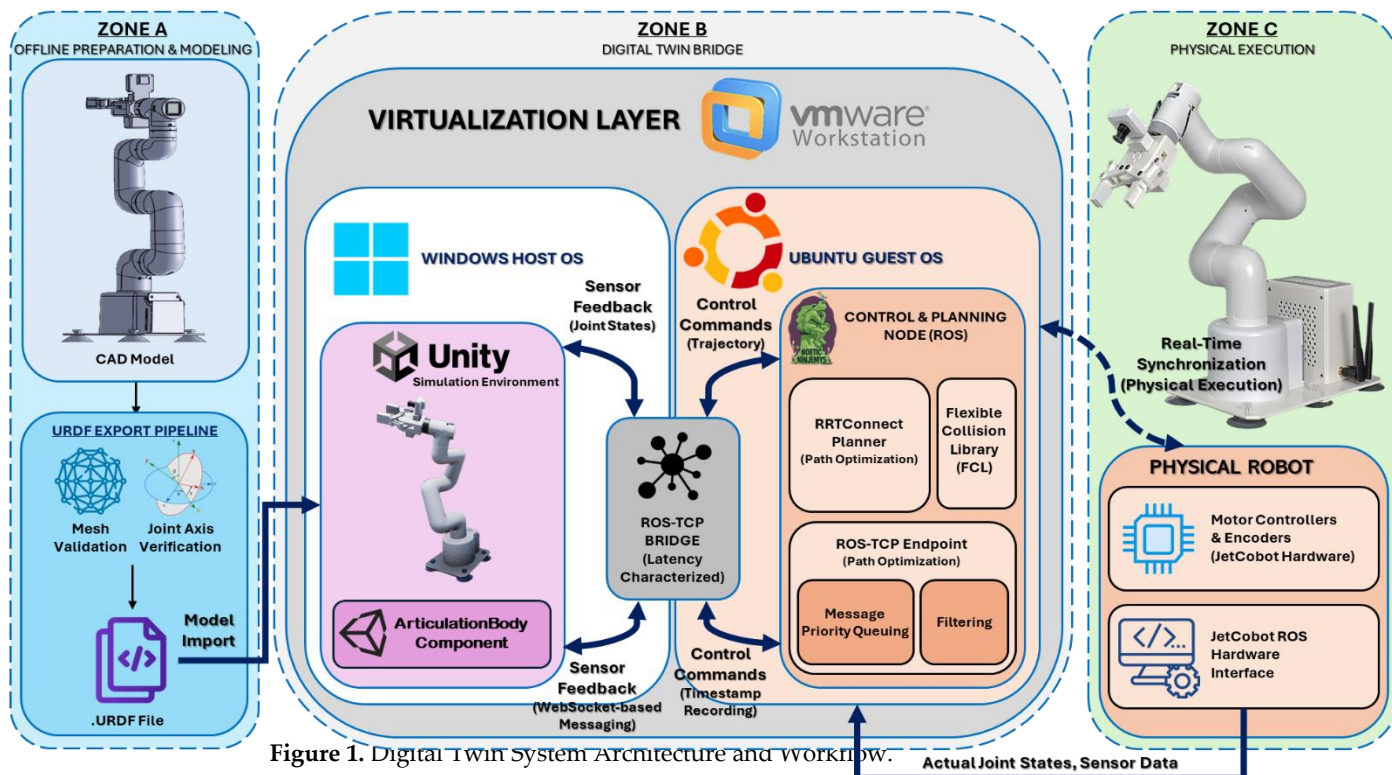 ZONE A
OFFLINE PREPARATION & MODELING
CAD Model
URDF EXPORT PIPELINE
Mesh
Validation
Joint Axis
Verification
.URDF File
Model
Import
ZONE B
DIGITAL TWIN BRIDGE
VIRTUALIZATION LAYER
vmware®
Workstation
WINDOWS HOST OS
Sensor
Feedback
(Joint States)
Unity
Simulation Environment
ArticulationBody
Component
Sensor
Feedback
(WebSocket-based
Messaging)
ROS-TCP
BRIDGE
(Latency
Characterized)
UBUNTU GUEST OS
Control
Commands
(Trajectory)
NOETIC
NINJEMYS
CONTROL & PLANNING
NODE (ROS)
RRTConnect
Planner
(Path Optimization)
Flexible
Collision
Library
(FCL)
ROS-TCP Endpoint
(Path Optimization)
Message
Priority Queuing
Filtering
Control
Commands
(Timestamp
Recording)
ZONE C
PHYSICAL EXECUTION
Real-Time
Synchronization
(Physical Execution)
PHYSICAL ROBOT
Motor Controllers
& Encoders
(JetCobot Hardware)
JetCobot ROS
Hardware
Interface
Actual Joint States, Sensor Data
Figure 1. Digital Twin System Architecture and Workflow.